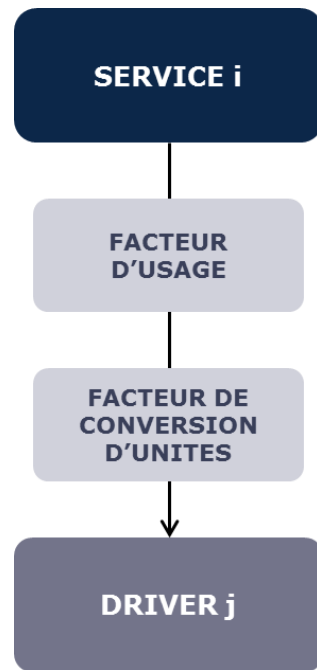 SERVICE i
FACTEUR
D'USAGE
FACTEUR DE
CONVERSION
D'UNITES
DRIVER j